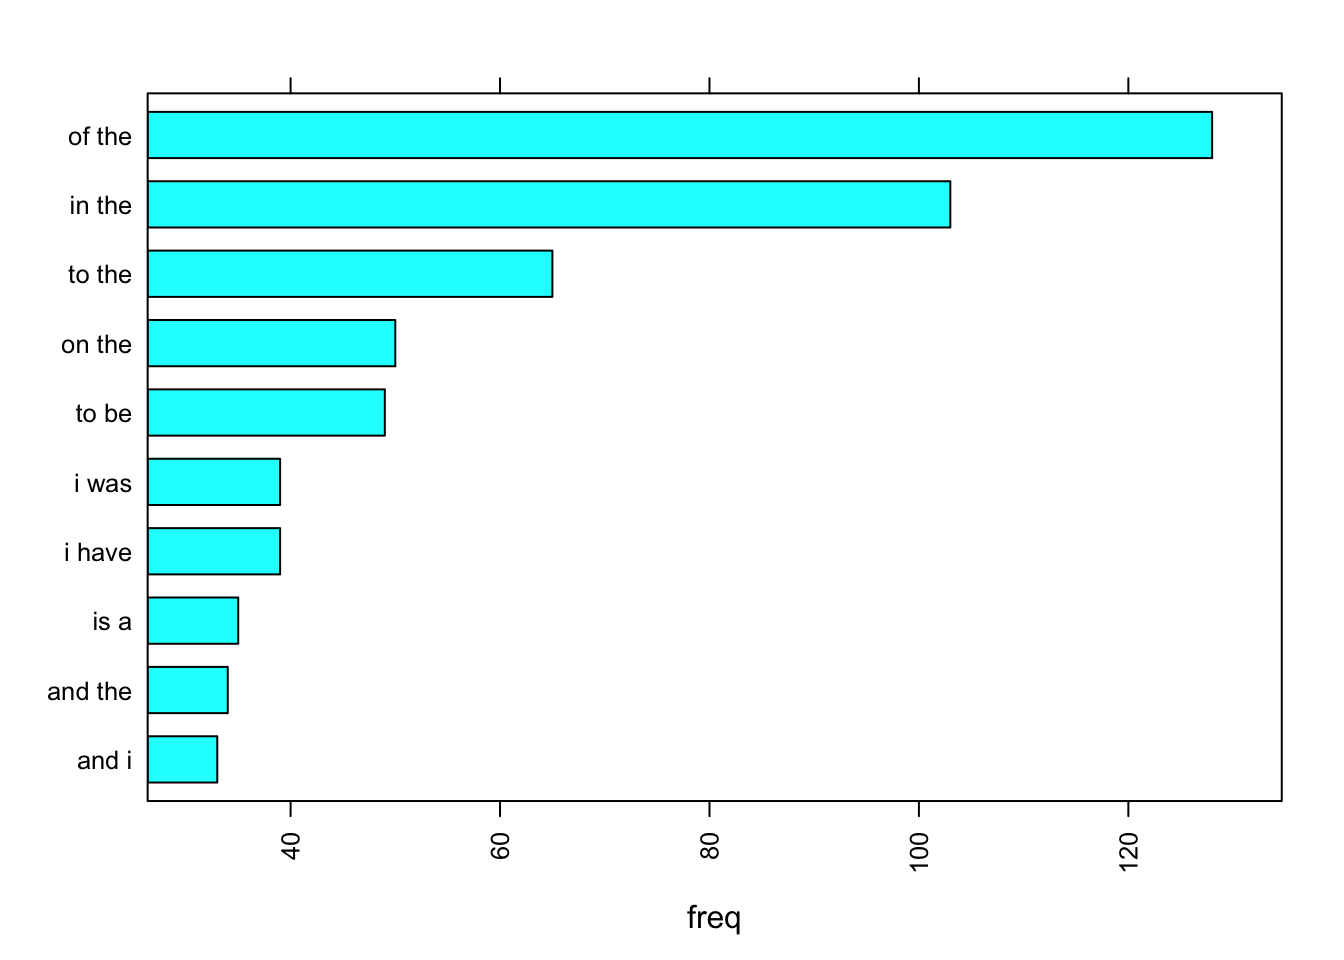 of the
in the
to the
on the
to be
i was
i have
is a
and the
and i
40 60 80 100 120
freq